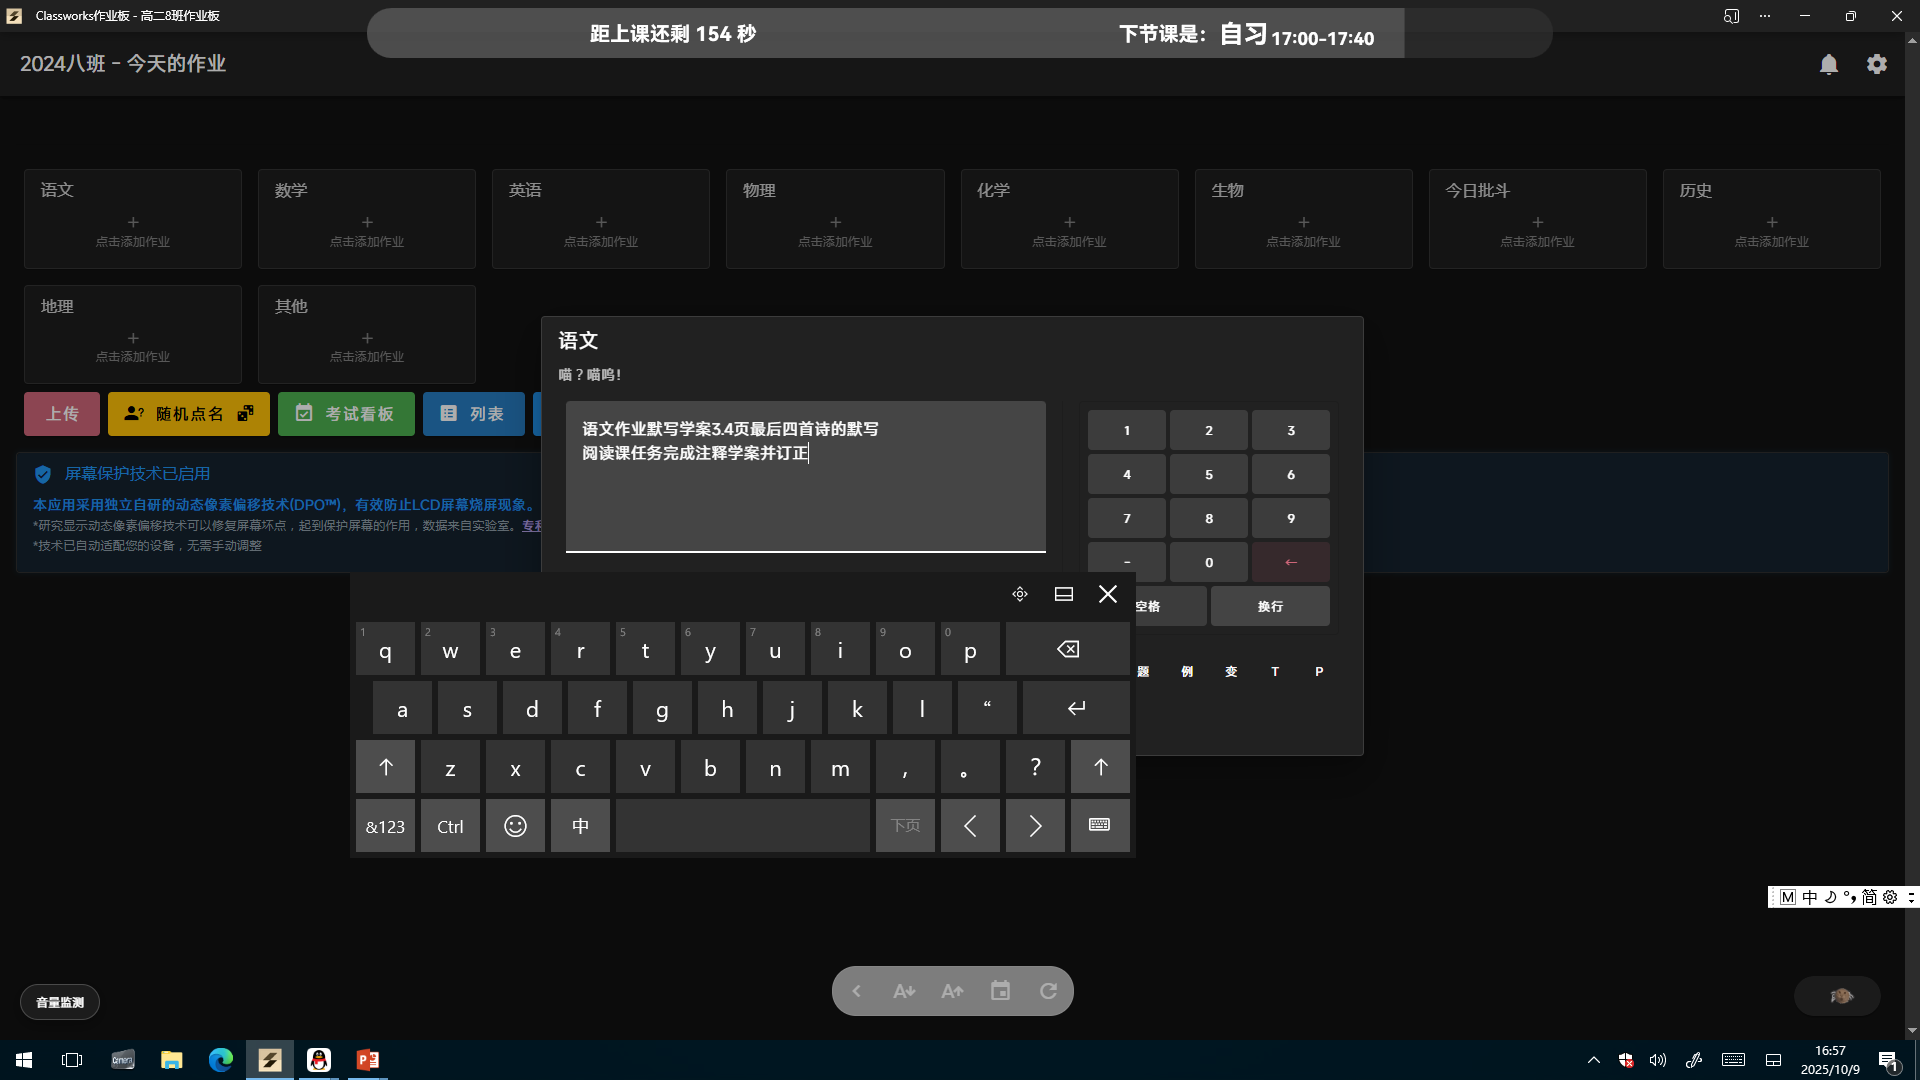 Classworks作业板 - 高二8班作业板
距上课还剩 154 秒
下节课是： 自习 17:00-17:40
2024八班 - 今天的作业
语文
+
点击添加作业
数学
+
点击添加作业
英语
+
点击添加作业
物理
+
点击添加作业
化学
+
点击添加作业
生物
+
点击添加作业
今日批斗
+
点击添加作业
历史
+
点击添加作业
地理
+
点击添加作业
其他
+
点击添加作业
上传
随机点名
考试看板
列表
屏幕保护技术已启用
本应用采用独立自研的动态像素偏移技术(DPO™)，有效防止LCD屏幕烧屏现象。
*研究显示动态像素偏移技术可以修复屏幕坏点，起到保护屏幕的作用，数据来自实验室。专利
*技术已自动适配您的设备，无需手动调整
语文
喵？喵呜！
语文作业默写学案3.4页最后四首诗的默写
阅读课任务完成注释学案并订正
1 2 3
4 5 6
7 8 9
- 0 ←
空格 换行
题 例 变 T P
1 2 3 4 5 6 7 8 9 0
q w e r t y u i o p
a s d f g h j k l “
z x c v b n m , 。 ?
&123 Ctrl 中 下页
M 中 简
音量监测
A A
16:57
2025/10/9
1